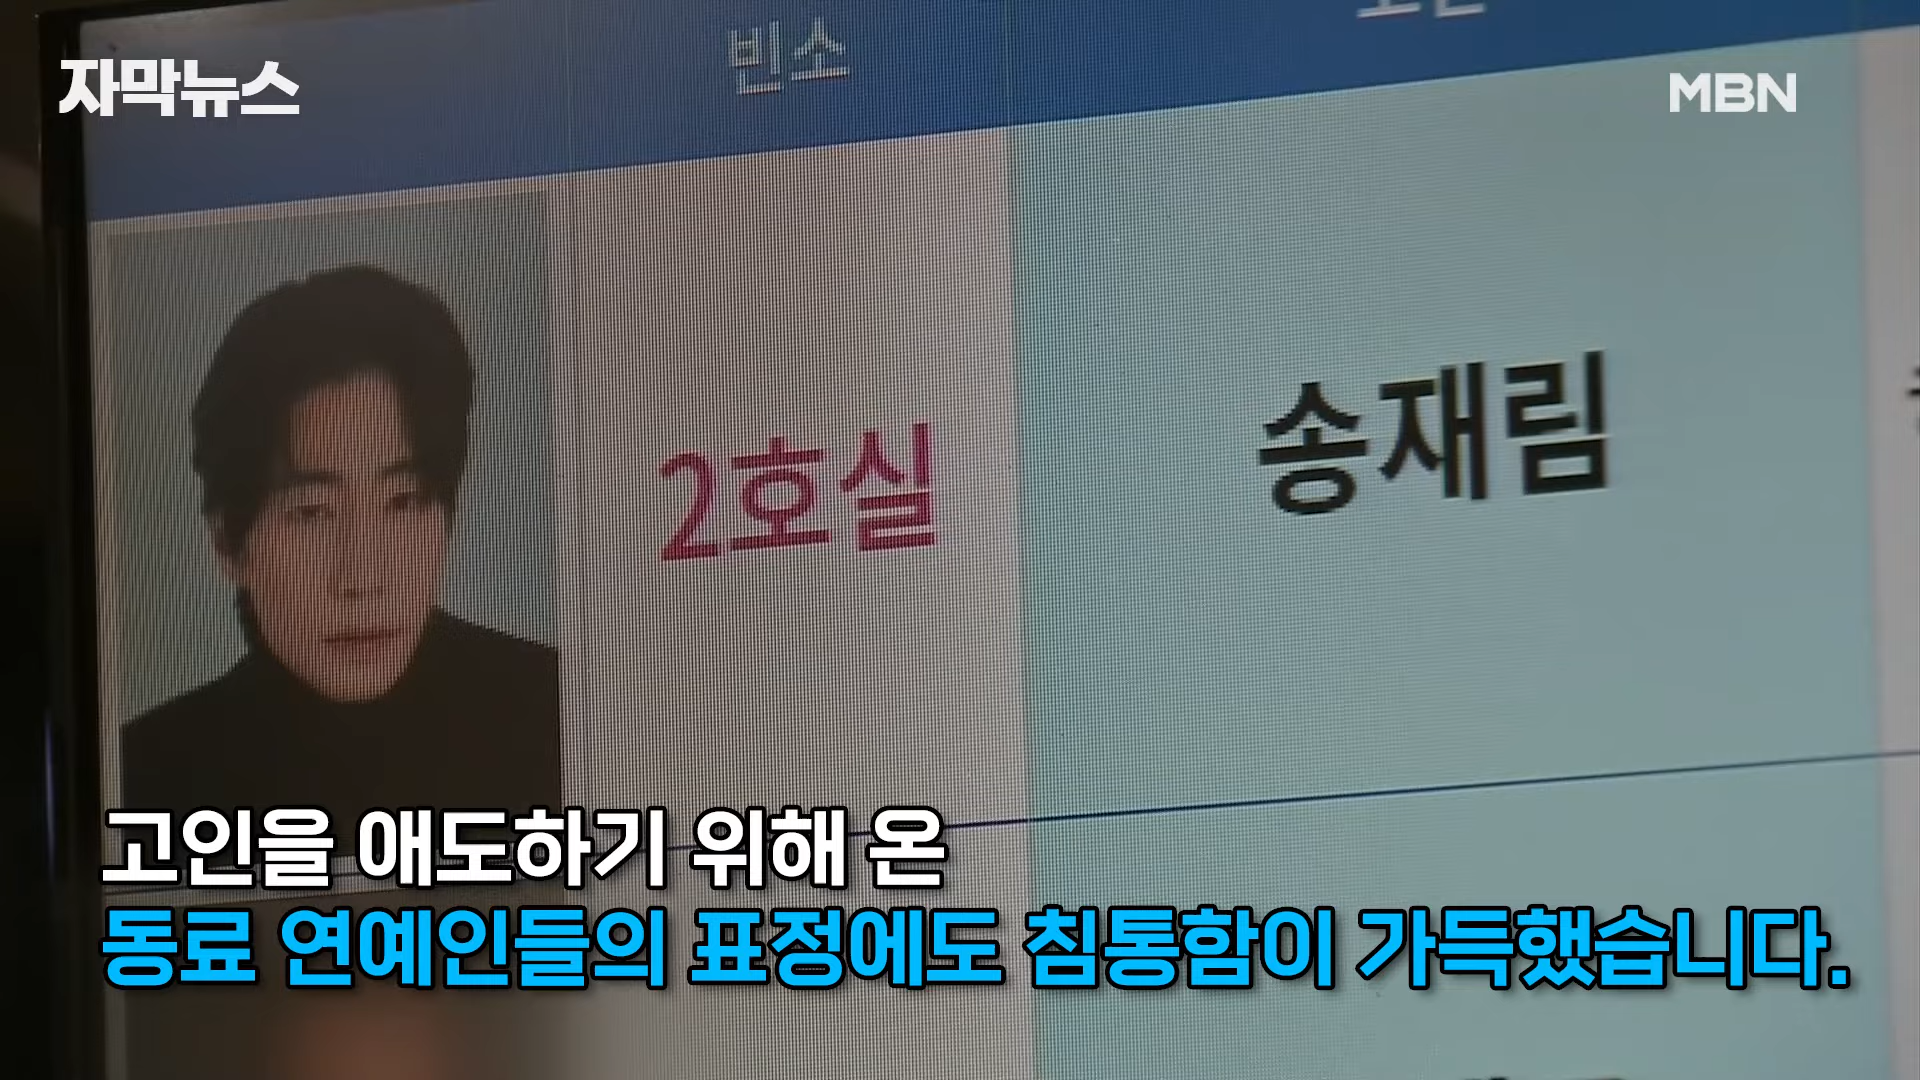 자막뉴스
MBN
빈소
2호실
송재림
고인을 애도하기 위해 온
동료 연예인들의 표정에도 침통함이 가득했습니다.